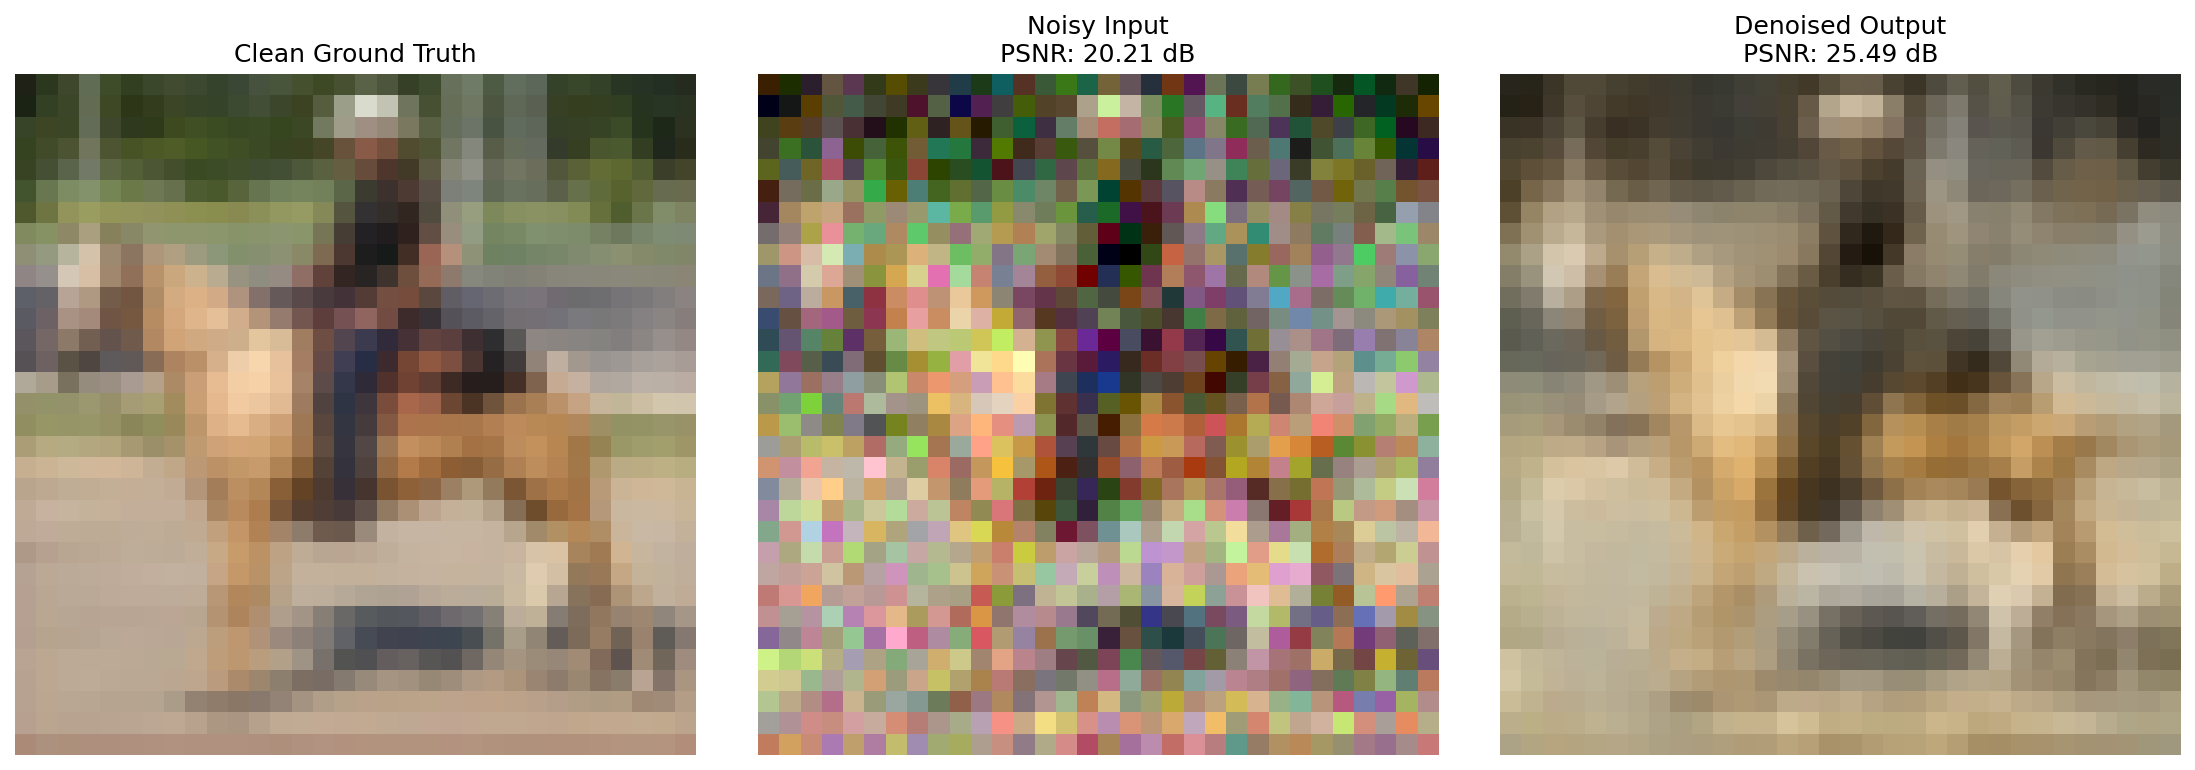 Clean Ground Truth
Noisy Input
PSNR: 20.21 dB
Denoised Output
PSNR: 25.49 dB